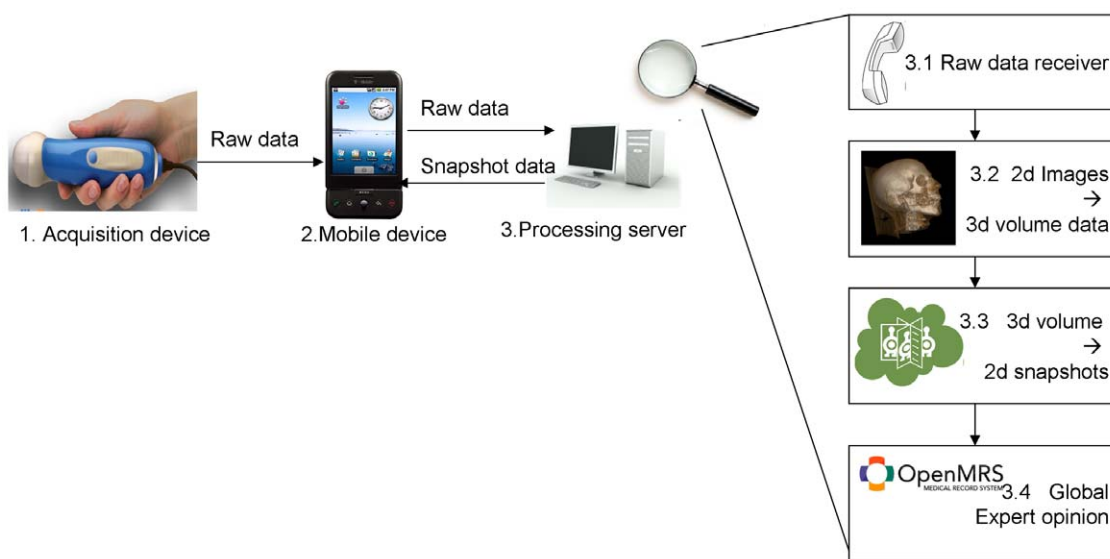 Raw data
Raw data
Snapshot data
1. Acquisition device
2.Mobile device
3.Processing server
3.1 Raw data receiver
3.2 2d Images
→
3d volume data
3.3 3d volume
→
2d snapshots
OpenMRS
MEDICAL RECORD SYSTEM
3.4 Global
Expert opinion